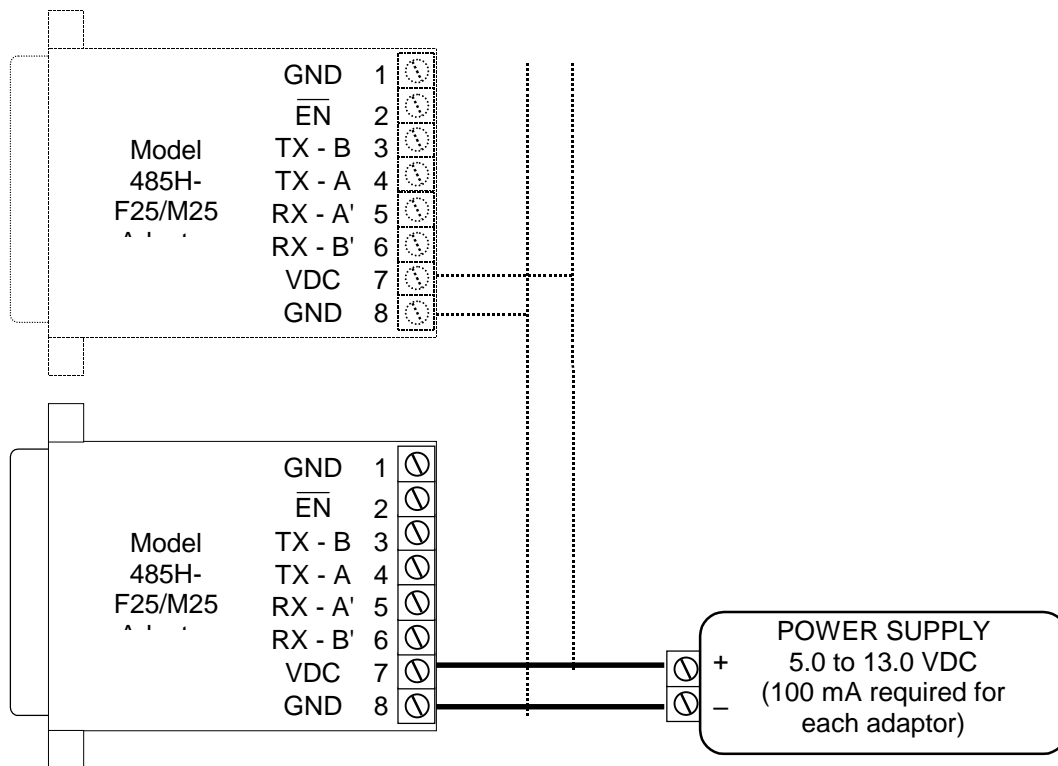 GND 1
EN 2
Model
485H-
F25/M25
TX - B 3
TX - A 4
RX - A' 5
RX - B' 6
VDC 7
GND 8
GND 1
EN 2
Model
485H-
F25/M25
TX - B 3
TX - A 4
RX - A' 5
RX - B' 6
VDC 7
GND 8
POWER SUPPLY
+ 5.0 to 13.0 VDC
(100 mA required for
– each adaptor)